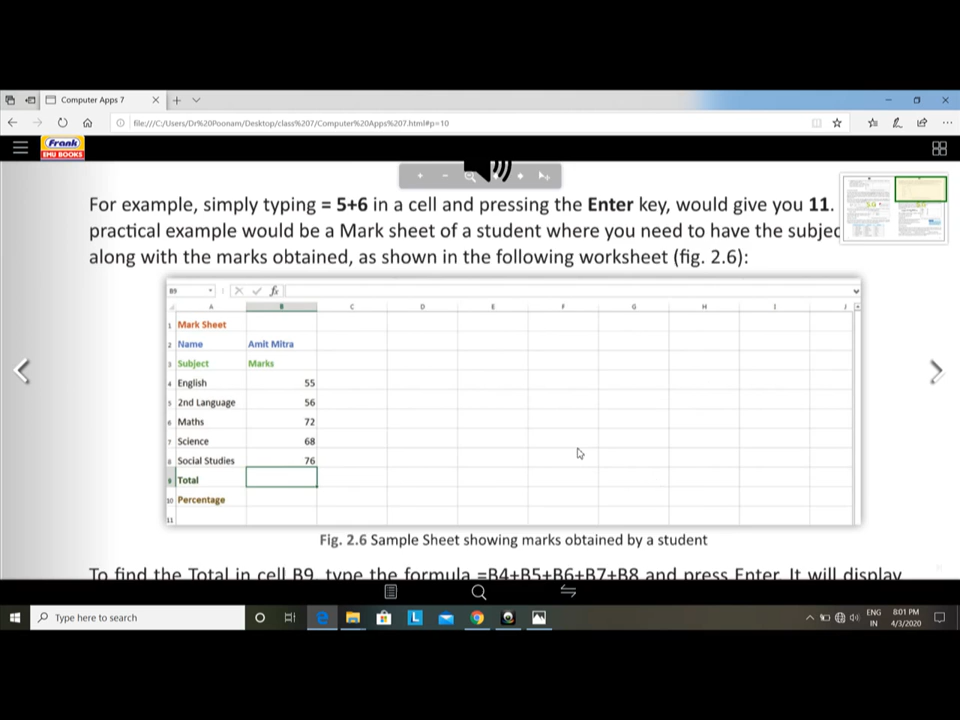 Computer Apps 7
file:///C:/Users/Dr%20Poonam/Desktop/class%207/Computer%20Apps%207.html#p=10
Frank
EMU BOOKS
For example, simply typing = 5+6 in a cell and pressing the Enter key, would give you 11.
practical example would be a Mark sheet of a student where you need to have the subjec
along with the marks obtained, as shown in the following worksheet (fig. 2.6):
B9 fx
A B C D E F G H I J
1 Mark Sheet
2 Name Amit Mitra
3 Subject Marks
4 English 55
5 2nd Language 56
6 Maths 72
7 Science 68
8 Social Studies 76
9 Total
10 Percentage
11
Fig. 2.6 Sample Sheet showing marks obtained by a student
To find the Total in cell B9, type the formula =B4+B5+B6+B7+B8 and press Enter. It will display
Type here to search
ENG 8:01 PM
IN 4/3/2020